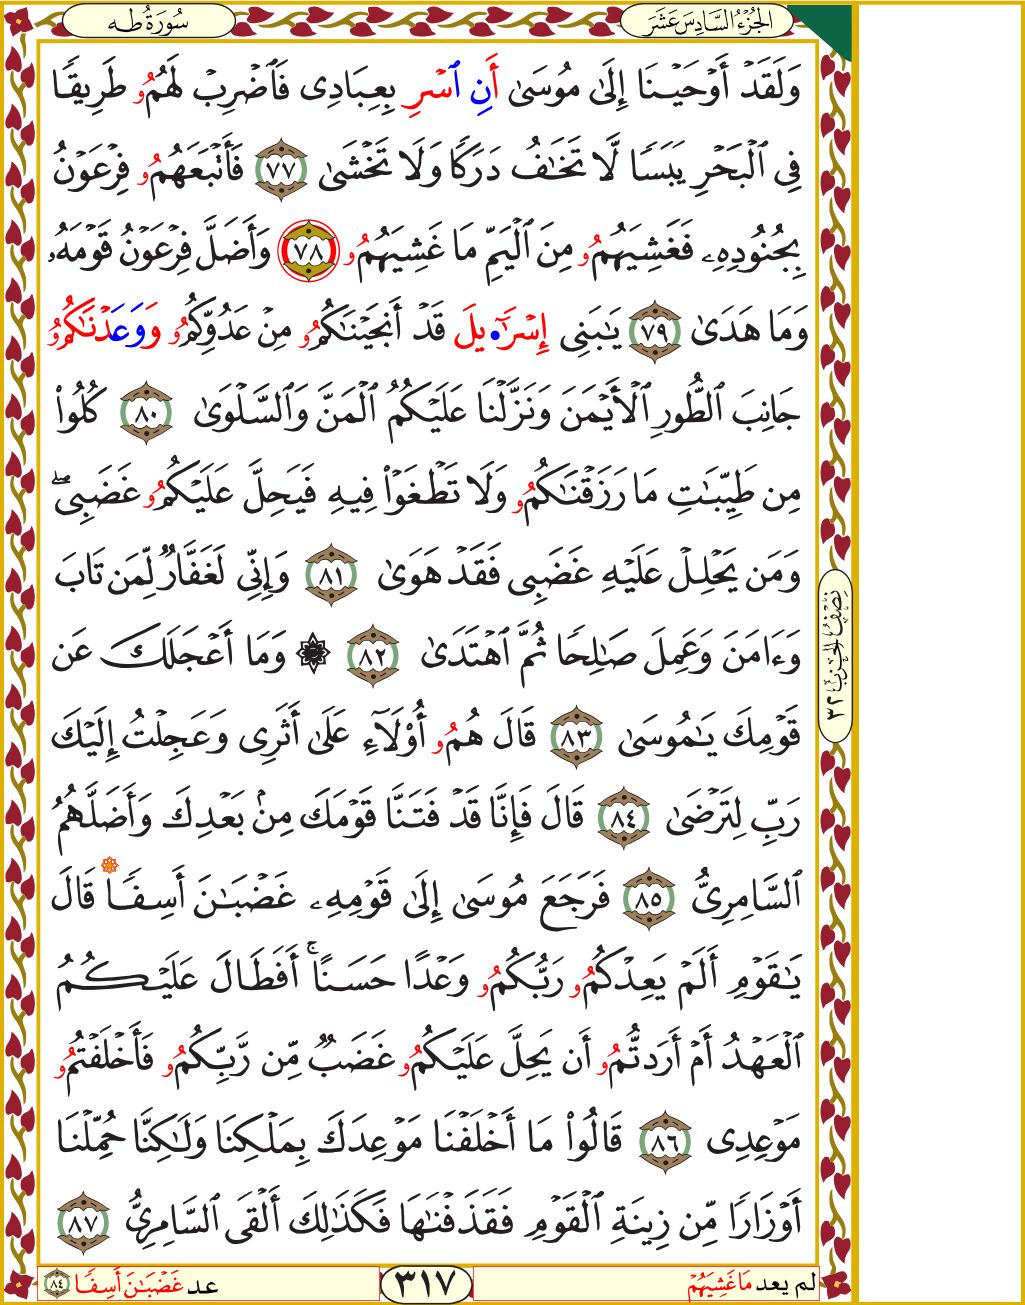 الجُزْءُ السَّادِسَ عَشَرَ
سُورَةُ طه
وَلَقَدْ أَوْحَيْنَا إِلَىٰ مُوسَىٰ أَنِ ٱسْرِ بِعِبَادِى فَٱضْرِبْ لَهُمُۥ طَرِيقًا
فِي ٱلْبَحْرِ يَبَسًا لَّا تَخَٰفُ دَرَكًا وَلَا تَخْشَىٰ ٧٧ فَأَتْبَعَهُمُۥ فِرْعَوْنُ
بِجُنُودِهِۦ فَغَشِيَهُمُۥ مِنَ ٱلْيَمِّ مَا غَشِيَهُمُۥ ٧٨ وَأَضَلَّ فِرْعَوْنُ قَوْمَهُۥ
وَمَا هَدَىٰ ٧٩ يَٰبَنِى إِسْرَٰٓءِيلَ قَدْ أَنجَيْنَٰكُمُۥ مِنْ عَدُوِّكُمُۥ وَوَعَدْنَٰكُمُۥ
جَانِبَ ٱلطُّورِ ٱلْأَيْمَنَ وَنَزَّلْنَا عَلَيْكُمُ ٱلْمَنَّ وَٱلسَّلْوَىٰ ٨٠ كُلُوا۟
مِن طَيِّبَٰتِ مَا رَزَقْنَٰكُمُۥ وَلَا تَطْغَوْا۟ فِيهِ فَيَحِلَّ عَلَيْكُمُۥ غَضَبِى ۖ
وَمَن يَحْلِلْ عَلَيْهِ غَضَبِى فَقَدْ هَوَىٰ ٨١ وَإِنِّي لَغَفَّارٌ لِّمَن تَابَ
وَءَامَنَ وَعَمِلَ صَٰلِحًا ثُمَّ ٱهْتَدَىٰ ٨٢ ۞ وَمَا أَعْجَلَكَ عَن
قَوْمِكَ يَٰمُوسَىٰ ٨٣ قَالَ هُمُۥ أُو۟لَآءِ عَلَىٰ أَثَرِى وَعَجِلْتُ إِلَيْكَ
رَبِّ لِتَرْضَىٰ ٨٤ قَالَ فَإِنَّا قَدْ فَتَنَّا قَوْمَكَ مِنۢ بَعْدِكَ وَأَضَلَّهُمُ
ٱلسَّامِرِىُّ ٨٥ فَرَجَعَ مُوسَىٰ إِلَىٰ قَوْمِهِۦ غَضْبَٰنَ أَسِفًا قَالَ
يَٰقَوْمِ أَلَمْ يَعِدْكُمُۥ رَبُّكُمُۥ وَعْدًا حَسَنًا ۚ أَفَطَالَ عَلَيْكُمُ
ٱلْعَهْدُ أَمْ أَرَدتُّمُۥ أَن يَحِلَّ عَلَيْكُمُۥ غَضَبٌ مِّن رَّبِّكُمُۥ فَأَخْلَفْتُمُۥ
مَوْعِدِى ٨٦ قَالُوا۟ مَا أَخْلَفْنَا مَوْعِدَكَ بِمَلْكِنَا وَلَٰكِنَّا حُمِّلْنَا
أَوْزَارًا مِّن زِينَةِ ٱلْقَوْمِ فَقَذَفْنَٰهَا فَكَذَٰلِكَ أَلْقَى ٱلسَّامِرِىُّ ٨٧
نِصْفُ الحِزْبِ ٣٢
لم يعد مَا غَشِيَهُمْ
٣١٧
عد غَضْبَٰنَ أَسِفًا ٨٤